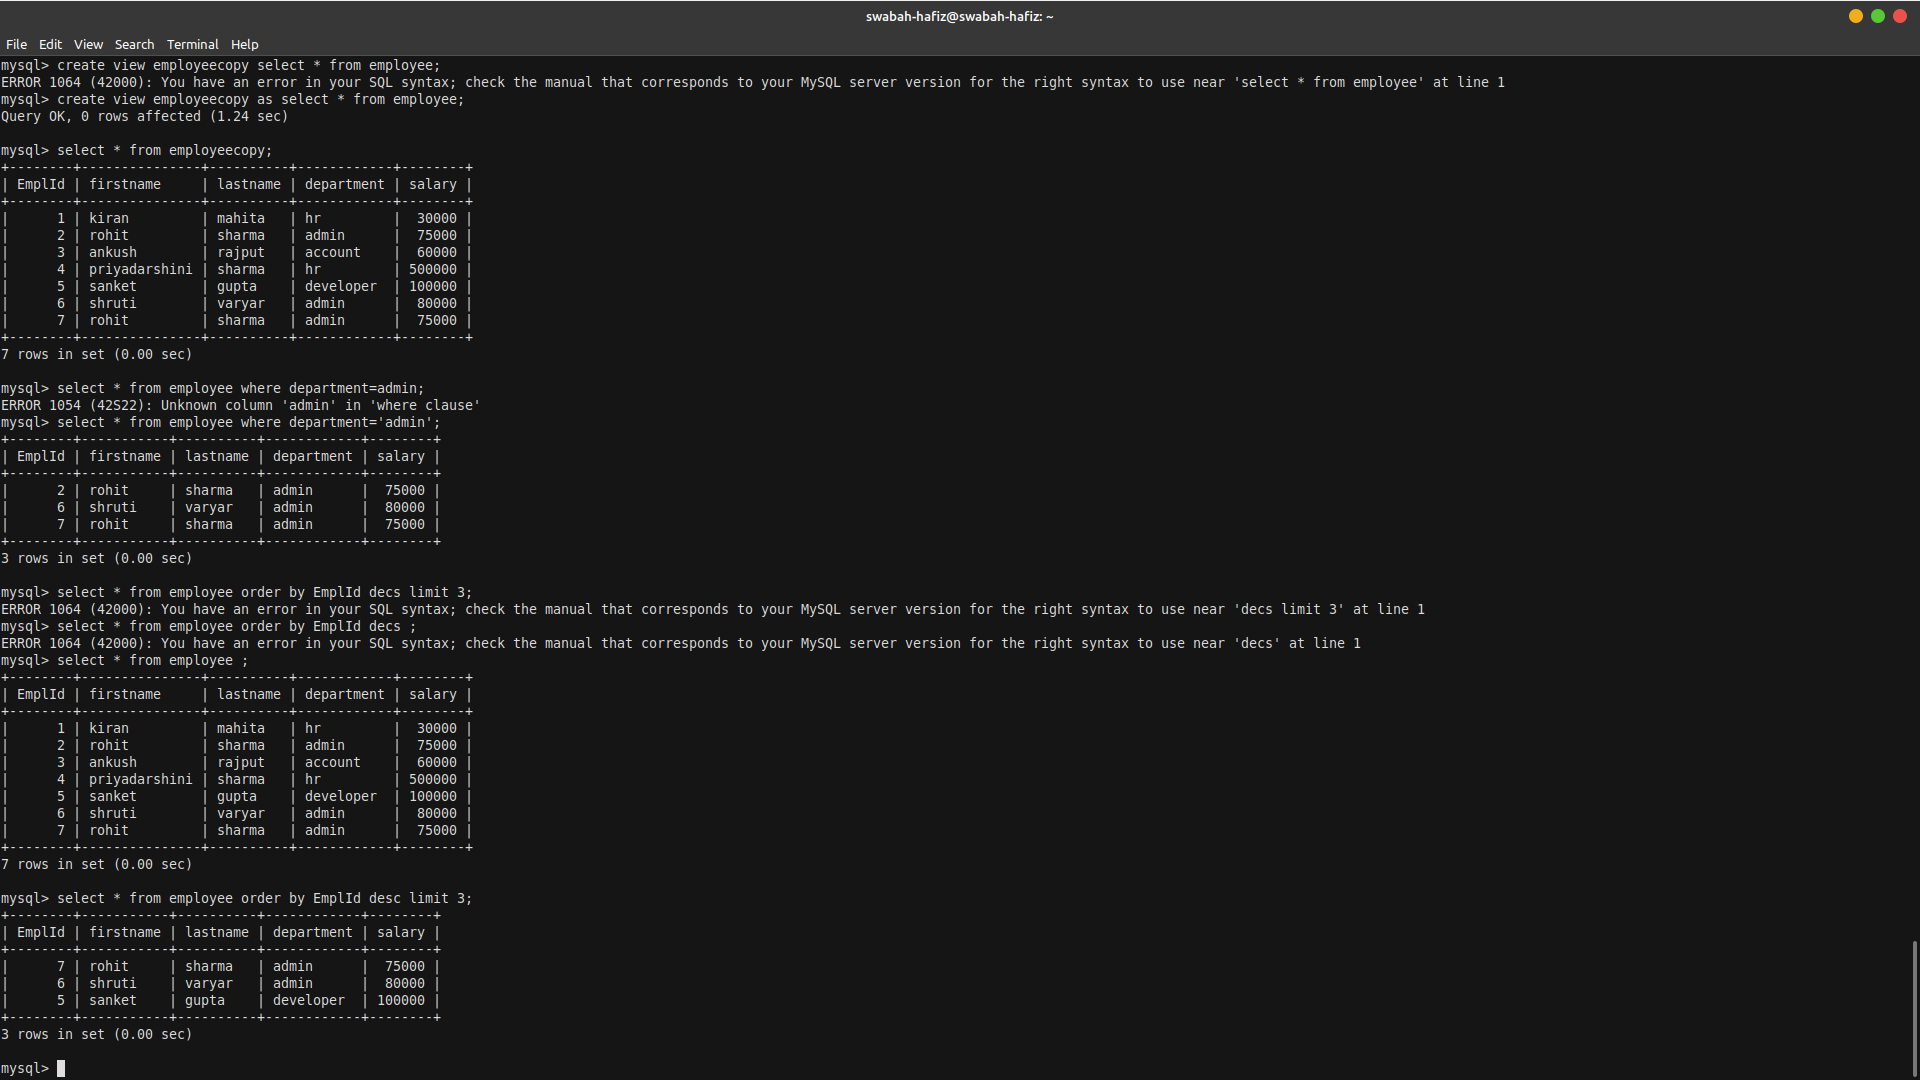 swabah-hafiz@swabah-hafiz: ~
File Edit View Search Terminal Help
mysql> create view employeecopy select * from employee;
ERROR 1064 (42000): You have an error in your SQL syntax; check the manual that corresponds to your MySQL server version for the right syntax to use near 'select * from employee' at line 1
mysql> create view employeecopy as select * from employee;
Query OK, 0 rows affected (1.24 sec)

mysql> select * from employeecopy;
+--------+---------------+----------+------------+--------+
| EmplId | firstname     | lastname | department | salary |
+--------+---------------+----------+------------+--------+
|      1 | kiran         | mahita   | hr         |  30000 |
|      2 | rohit         | sharma   | admin      |  75000 |
|      3 | ankush        | rajput   | account    |  60000 |
|      4 | priyadarshini | sharma   | hr         | 500000 |
|      5 | sanket        | gupta    | developer  | 100000 |
|      6 | shruti        | varyar   | admin      |  80000 |
|      7 | rohit         | sharma   | admin      |  75000 |
+--------+---------------+----------+------------+--------+
7 rows in set (0.00 sec)

mysql> select * from employee where department=admin;
ERROR 1054 (42S22): Unknown column 'admin' in 'where clause'
mysql> select * from employee where department='admin';
+--------+-----------+----------+------------+--------+
| EmplId | firstname | lastname | department | salary |
+--------+-----------+----------+------------+--------+
|      2 | rohit     | sharma   | admin      |  75000 |
|      6 | shruti    | varyar   | admin      |  80000 |
|      7 | rohit     | sharma   | admin      |  75000 |
+--------+-----------+----------+------------+--------+
3 rows in set (0.00 sec)

mysql> select * from employee order by EmplId decs limit 3;
ERROR 1064 (42000): You have an error in your SQL syntax; check the manual that corresponds to your MySQL server version for the right syntax to use near 'decs limit 3' at line 1
mysql> select * from employee order by EmplId decs ;
ERROR 1064 (42000): You have an error in your SQL syntax; check the manual that corresponds to your MySQL server version for the right syntax to use near 'decs' at line 1
mysql> select * from employee ;
+--------+---------------+----------+------------+--------+
| EmplId | firstname     | lastname | department | salary |
+--------+---------------+----------+------------+--------+
|      1 | kiran         | mahita   | hr         |  30000 |
|      2 | rohit         | sharma   | admin      |  75000 |
|      3 | ankush        | rajput   | account    |  60000 |
|      4 | priyadarshini | sharma   | hr         | 500000 |
|      5 | sanket        | gupta    | developer  | 100000 |
|      6 | shruti        | varyar   | admin      |  80000 |
|      7 | rohit         | sharma   | admin      |  75000 |
+--------+---------------+----------+------------+--------+
7 rows in set (0.00 sec)

mysql> select * from employee order by EmplId desc limit 3;
+--------+-----------+----------+------------+--------+
| EmplId | firstname | lastname | department | salary |
+--------+-----------+----------+------------+--------+
|      7 | rohit     | sharma   | admin      |  75000 |
|      6 | shruti    | varyar   | admin      |  80000 |
|      5 | sanket    | gupta    | developer  | 100000 |
+--------+-----------+----------+------------+--------+
3 rows in set (0.00 sec)

mysql>